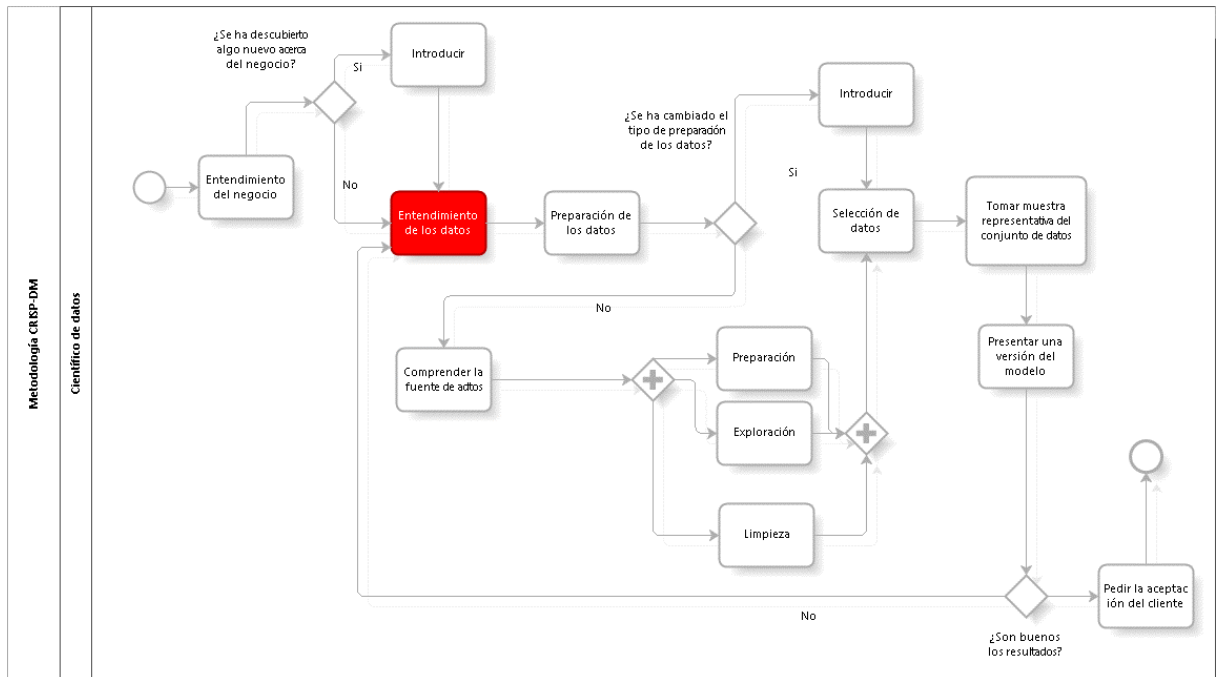 Metodología CRISP-DM
Científico de datos
¿Se ha descubierto
algo nuevo acerca
del negocio?
Si
Introducir
Entendimiento
del negocio
No
Entendimiento
de los datos
Preparación de
los datos
¿Se ha cambiado el
tipo de preparación
de los datos?
Introducir
Si
Selección de
datos
Tomar muestra
representativa del
conjunto de datos
No
Comprender la
fuente de adtos
Preparación
Exploración
Limpieza
Presentar una
versión del
modelo
No
¿Son buenos
los resultados?
Pedir la aceptac
ión del cliente